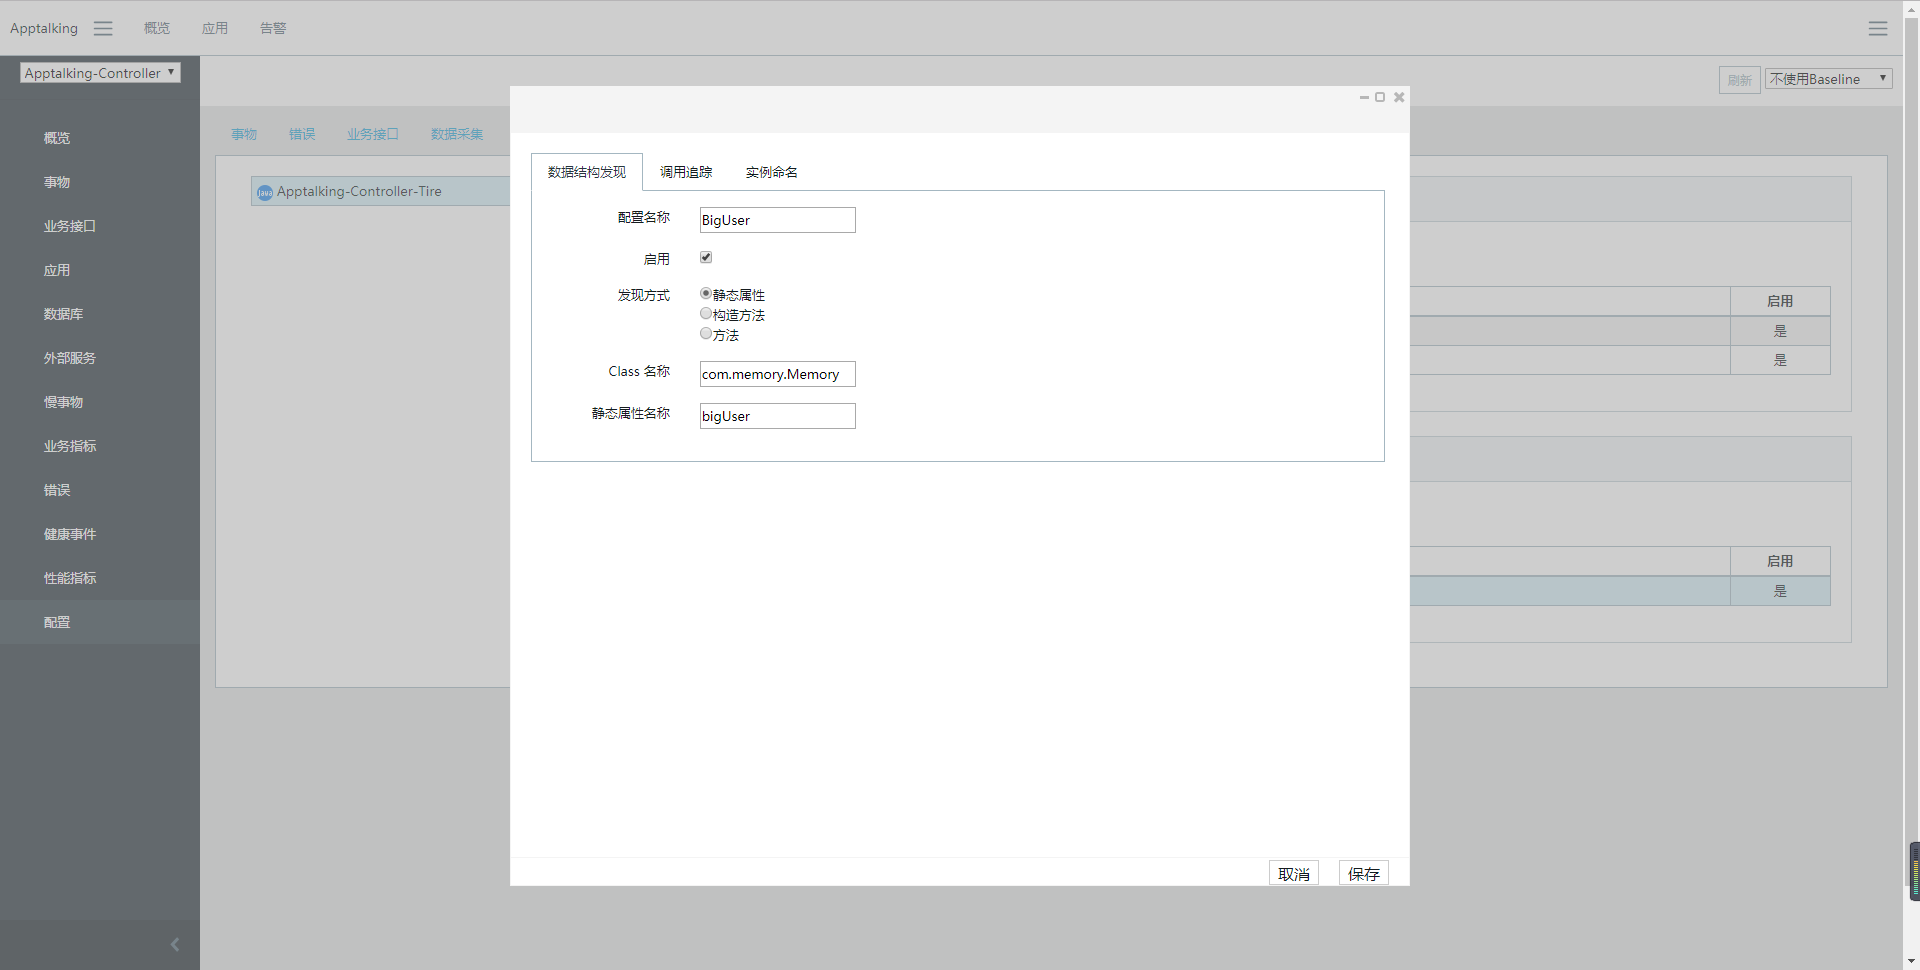 Apptalking 概览 应用 告警
Apptalking-Controller
刷新 不使用Baseline
概览
事物
业务接口
应用
数据库
外部服务
慢事物
业务指标
错误
健康事件
性能指标
配置
事物 错误 业务接口 数据采集
Java Apptalking-Controller-Tire
数据结构发现 调用追踪 实例命名
配置名称 BigUser
启用
发现方式 静态属性
构造方法
方法
Class 名称 com.memory.Memory
静态属性名称 bigUser
启用
是
是
启用
是
取消 保存